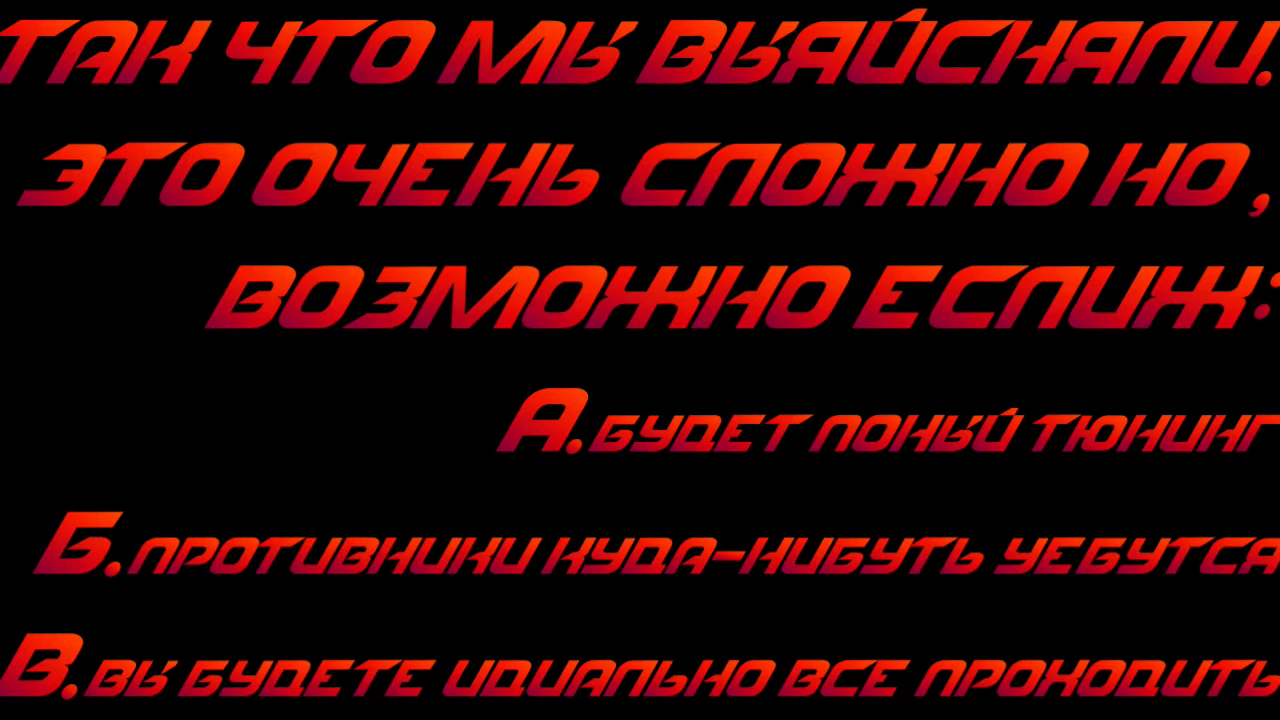 ТАК ЧТО МЫ ВЫЯЙСНЯЛИ.
ЭТО ОЧЕНЬ СЛОЖНО НО ,
ВОЗМОЖНО ЕСЛИЖ:
А.БУДЕТ ПОНЫЙ ТЮНИНГ
Б.ПРОТИВНИКИ КУДА-НИБУТЬ УЕБУТСЯ
В.ВЫ БУДЕТЕ ИДИАЛЬНО ВСЕ ПРОХОДИТЬ